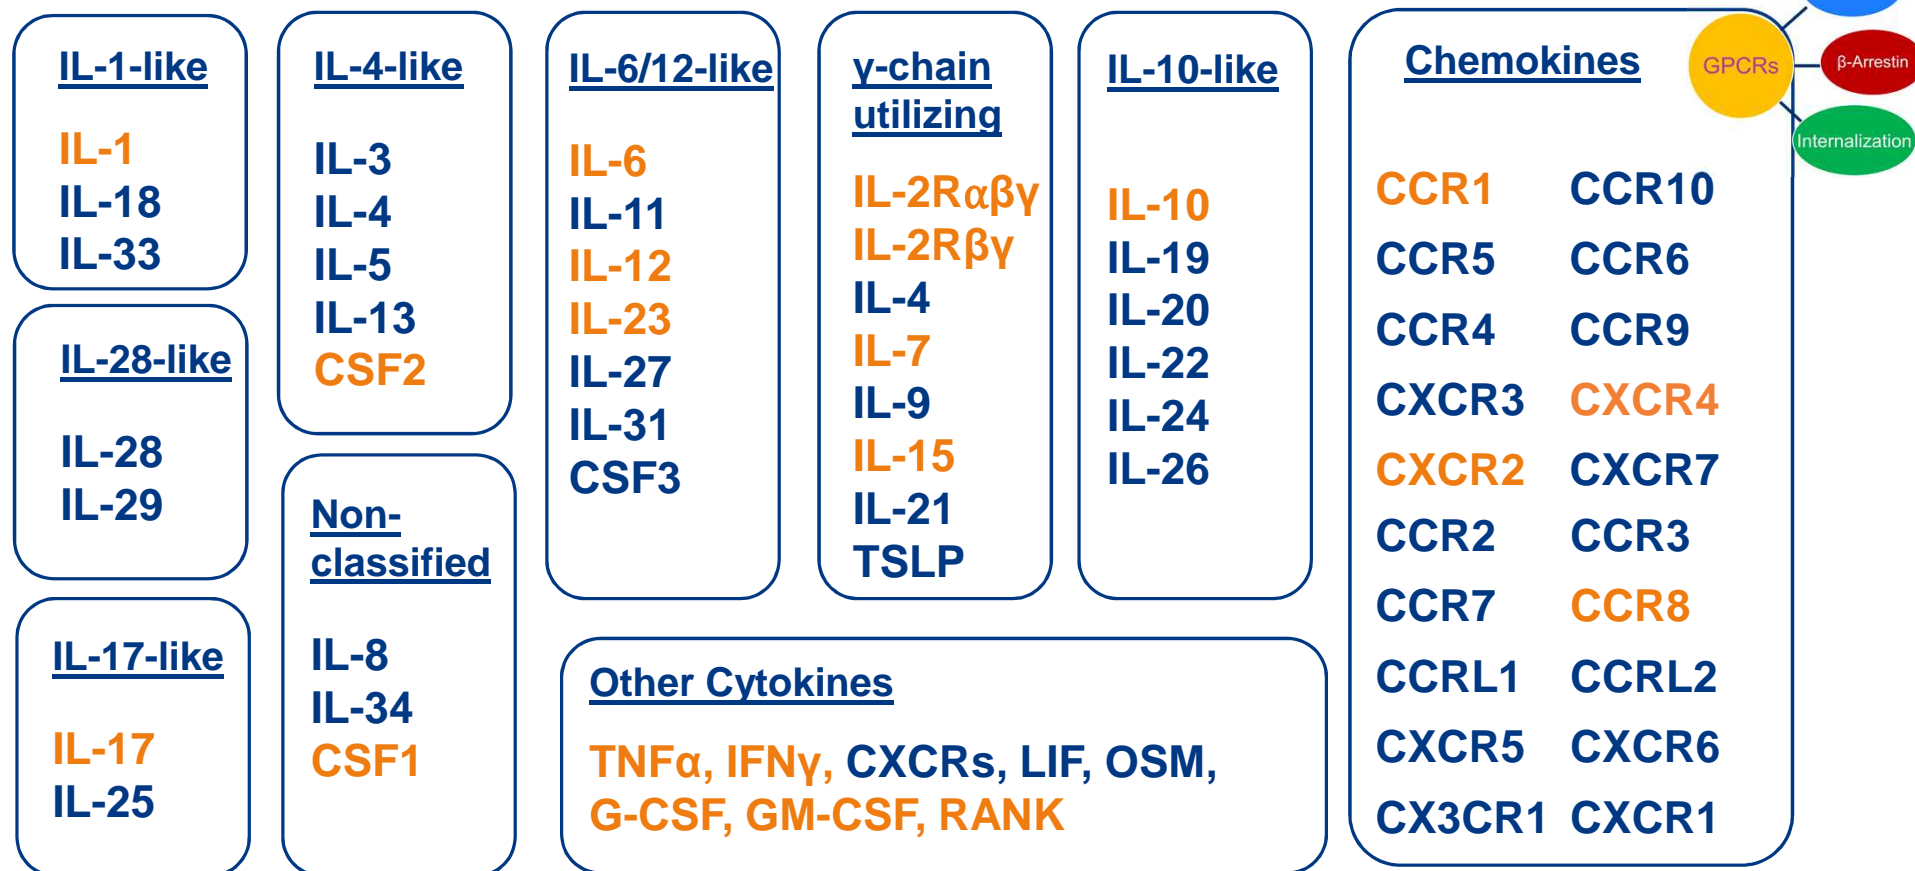 IL-1-like
IL-1
IL-18
IL-33
IL-28-like
IL-28
IL-29
IL-17-like
IL-17
IL-25
IL-4-like
IL-3
IL-4
IL-5
IL-13
CSF2
Non-
classified
IL-8
IL-34
CSF1
IL-6/12-like
IL-6
IL-11
IL-12
IL-23
IL-27
IL-31
CSF3
γ-chain
utilizing
IL-2Rαβγ
IL-2Rβγ
IL-4
IL-7
IL-9
IL-15
IL-21
TSLP
IL-10-like
IL-10
IL-19
IL-20
IL-22
IL-24
IL-26
Other Cytokines
TNFα, IFNγ, CXCRs, LIF, OSM,
G-CSF, GM-CSF, RANK
Chemokines
CCR1 CCR10
CCR5 CCR6
CCR4 CCR9
CXCR3 CXCR4
CXCR2 CXCR7
CCR2 CCR3
CCR7 CCR8
CCRL1 CCRL2
CXCR5 CXCR6
CX3CR1 CXCR1
GPCRs
β-Arrestin
Internalization